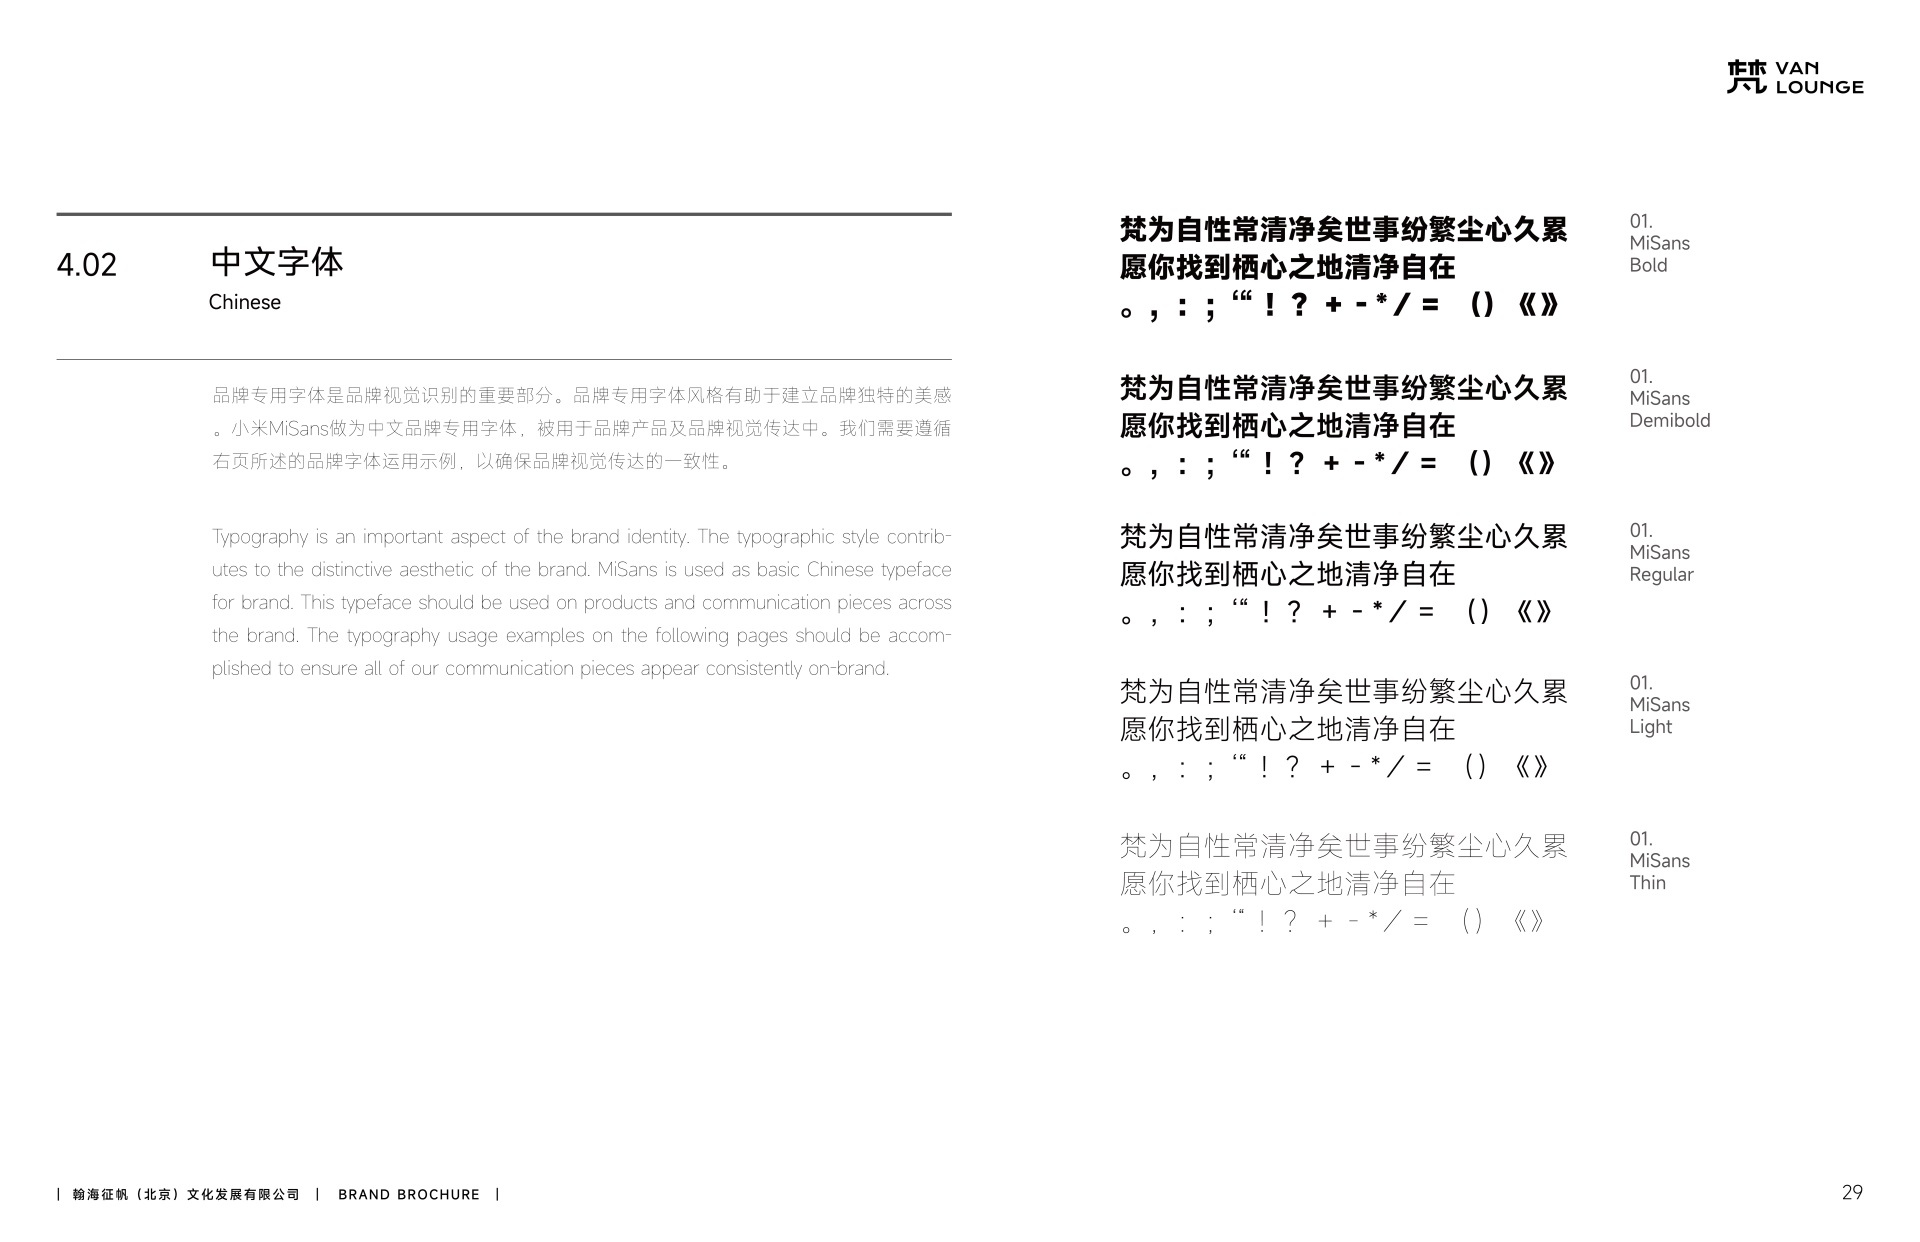 梵 VAN
LOUNGE
4.02
中文字体
Chinese
品牌专用字体是品牌视觉识别的重要部分。品牌专用字体风格有助于建立品牌独特的美感
。小米MiSans做为中文品牌专用字体，被用于品牌产品及品牌视觉传达中。我们需要遵循
右页所述的品牌字体运用示例，以确保品牌视觉传达的一致性。
Typography is an important aspect of the brand identity. The typographic style contrib-
utes to the distinctive aesthetic of the brand. MiSans is used as basic Chinese typeface
for brand. This typeface should be used on products and communication pieces across
the brand. The typography usage examples on the following pages should be accom-
plished to ensure all of our communication pieces appear consistently on-brand.
梵为自性常清净矣世事纷繁尘心久累
愿你找到栖心之地清净自在
。，：；‘“！？+-*/= （）《》
01.
MiSans
Bold
梵为自性常清净矣世事纷繁尘心久累
愿你找到栖心之地清净自在
。，：；‘“！？+-*/= （）《》
01.
MiSans
Demibold
梵为自性常清净矣世事纷繁尘心久累
愿你找到栖心之地清净自在
。，：；‘“！？+-*/= （）《》
01.
MiSans
Regular
梵为自性常清净矣世事纷繁尘心久累
愿你找到栖心之地清净自在
。，：；‘“！？+-*/= （）《》
01.
MiSans
Light
梵为自性常清净矣世事纷繁尘心久累
愿你找到栖心之地清净自在
。，：；‘“！？+-*/= （）《》
01.
MiSans
Thin
| 翰海征帆（北京）文化发展有限公司 | BRAND BROCHURE |
29